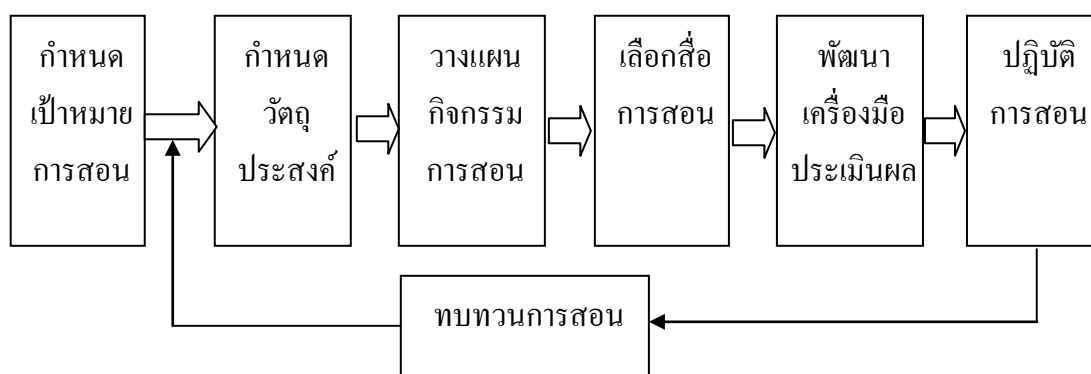 กำหนด
เป้าหมาย
การสอน
กำหนด
วัตถุ
ประสงค์
วางแผน
กิจกรรม
การสอน
เลือกสื่อ
การสอน
พัฒนา
เครื่องมือ
ประเมินผล
ปฏิบัติ
การสอน
ทบทวนการสอน